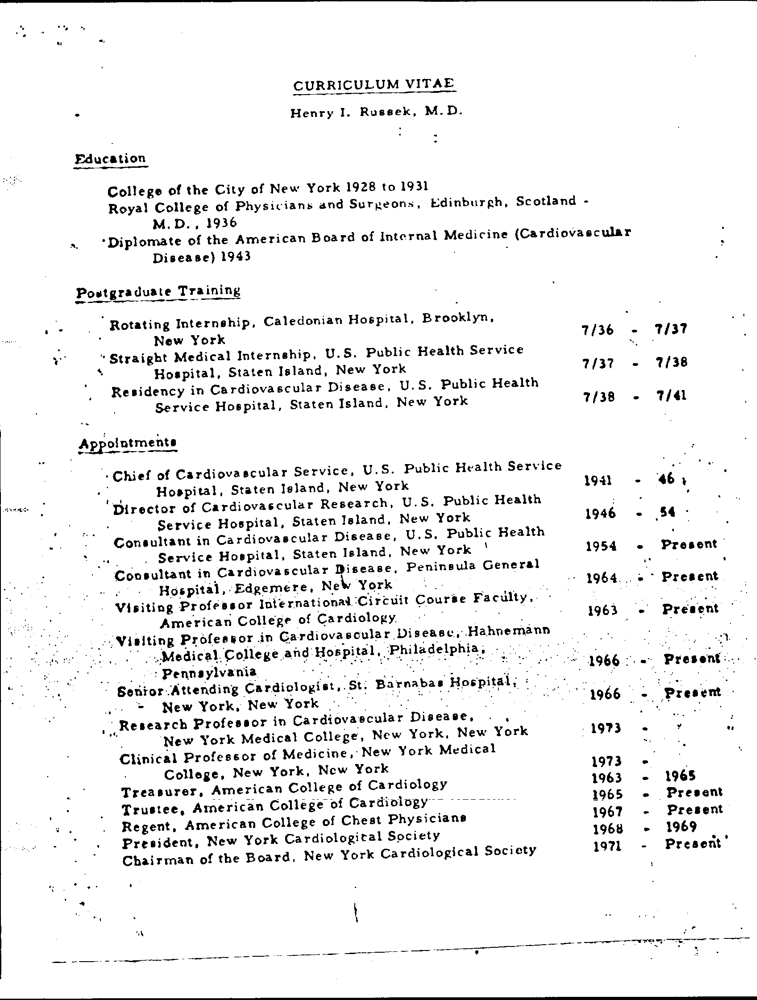 CURRICULUM VITAE
Henry I. Russek, M.D.
Education
College of the City of New York 1928 to 1931
Royal College of Physicians and Surgeons, Edinburgh, Scotland -
M.D., 1936
Diplomate of the American Board of Internal Medicine (Cardiovascular
Disease) 1943
Postgraduate Training
Rotating Internship, Caledonian Hospital, Brooklyn,
New York 7/36 - 7/37
Straight Medical Internship, U.S. Public Health Service
Hospital, Staten Island, New York 7/37 - 7/38
Residency in Cardiovascular Disease, U.S. Public Health
Service Hospital, Staten Island, New York 7/38 - 7/41
Appointments
Chief of Cardiovascular Service, U.S. Public Health Service
Hospital, Staten Island, New York 1941 - 46
Director of Cardiovascular Research, U.S. Public Health
Service Hospital, Staten Island, New York 1946 - 54
Consultant in Cardiovascular Disease, U.S. Public Health
Service Hospital, Staten Island, New York 1954 - Present
Consultant in Cardiovascular Disease, Peninsula General
Hospital, Edgemere, New York 1964 - Present
Visiting Professor International Circuit Course Faculty,
American College of Cardiology 1963 - Present
Visiting Professor in Cardiovascular Disease, Hahnemann
Medical College and Hospital, Philadelphia,
Pennsylvania 1966 - Present
Senior Attending Cardiologist, St. Barnabas Hospital,
New York, New York 1966 - Present
Research Professor in Cardiovascular Disease,
New York Medical College, New York, New York 1973 -
Clinical Professor of Medicine, New York Medical
College, New York, New York 1973 -
Treasurer, American College of Cardiology 1963 - 1965
Trustee, American College of Cardiology 1965 - Present
Regent, American College of Chest Physicians 1967 - Present
President, New York Cardiological Society 1968 - 1969
Chairman of the Board, New York Cardiological Society 1971 - Present